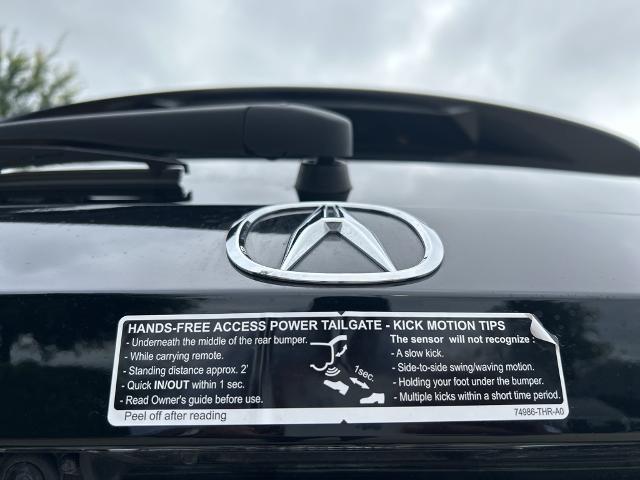 HANDS-FREE ACCESS POWER TAILGATE - KICK MOTION TIPS
- Underneath the middle of the rear bumper.
- While carrying remote.
- Standing distance approx. 2'
- Quick IN/OUT within 1 sec.
- Read Owner's guide before use.
1sec.
The sensor will not recognize :
- A slow kick.
- Side-to-side swing/waving motion.
- Holding your foot under the bumper.
- Multiple kicks within a short time period.
Peel off after reading
74986-THR-A0